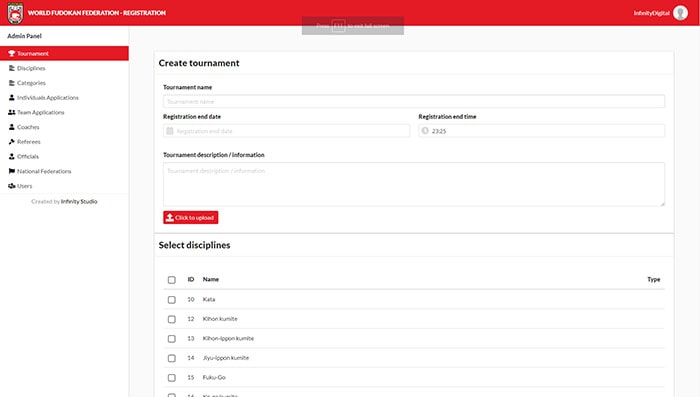 WORLD FUDOKAN FEDERATION - REGISTRATION
InfinityDigital
Press F11 to exit full screen
Admin Panel
Tournament
Disciplines
Categories
Individuals Applications
Team Applications
Coaches
Referees
Officials
National Federations
Users
Created by Infinity Studio
Create tournament
Tournament name
Tournament name
Registration end date
Registration end time
Registration end date
23:25
Tournament description / information
Tournament description / information
Click to upload
Select disciplines
ID Name Type
10 Kata
12 Kihon kumite
13 Kihon-Ippon kumite
14 Jiyu-ippon kumite
15 Fuku-Go